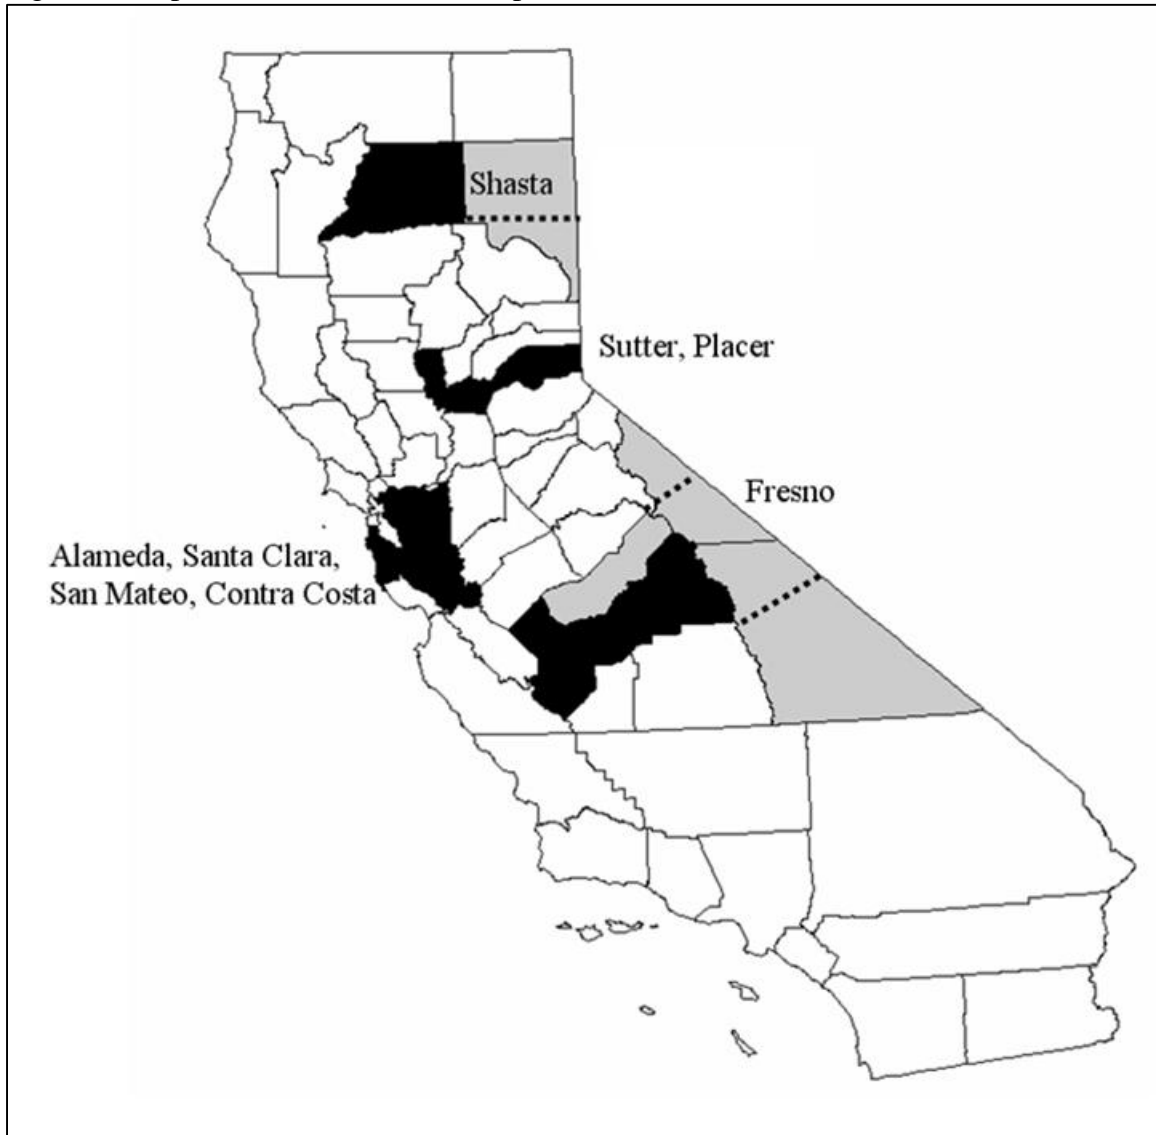 Shasta
Sutter, Placer
Fresno
Alameda, Santa Clara,
San Mateo, Contra Costa